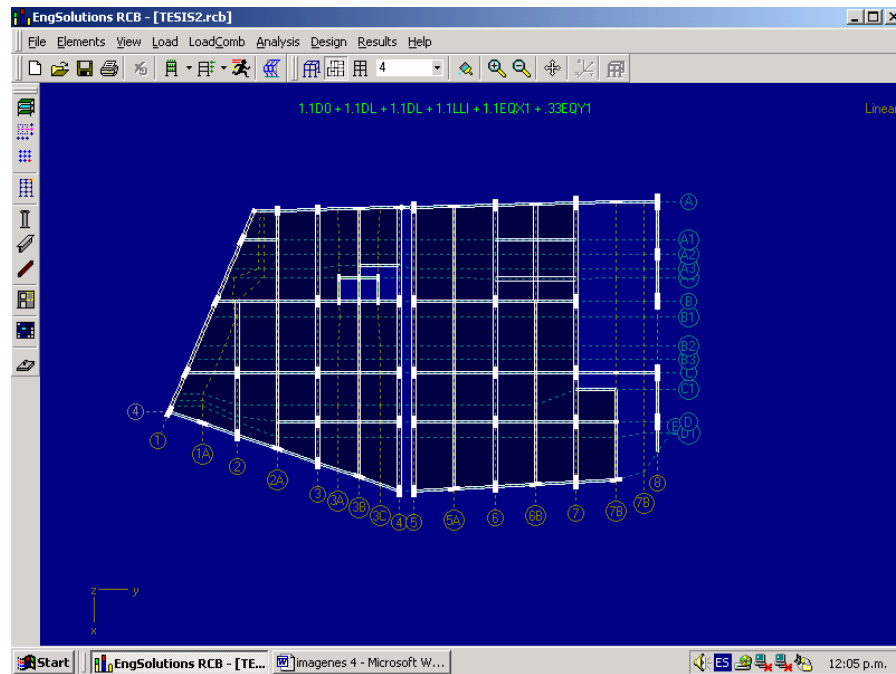 EngSolutions RCB - [TESIS2.rcb]
File Elements View Load LoadComb Analysis Design Results Help
4
1.1D0 + 1.1DL + 1.1DL + 1.1LLI + 1.1EQX1 + .33EQY1
Linear
A
A1
A2
A3
B
B1
B2
B3
C
C1
D
E
D1
4
1
1A
2
2A
3
3A
3B
3C
4
5
5A
6
6B
7
7B
7B
8
z y
x
Start EngSolutions RCB - [TE... imagenes 4 - Microsoft W... ES 12:05 p.m.